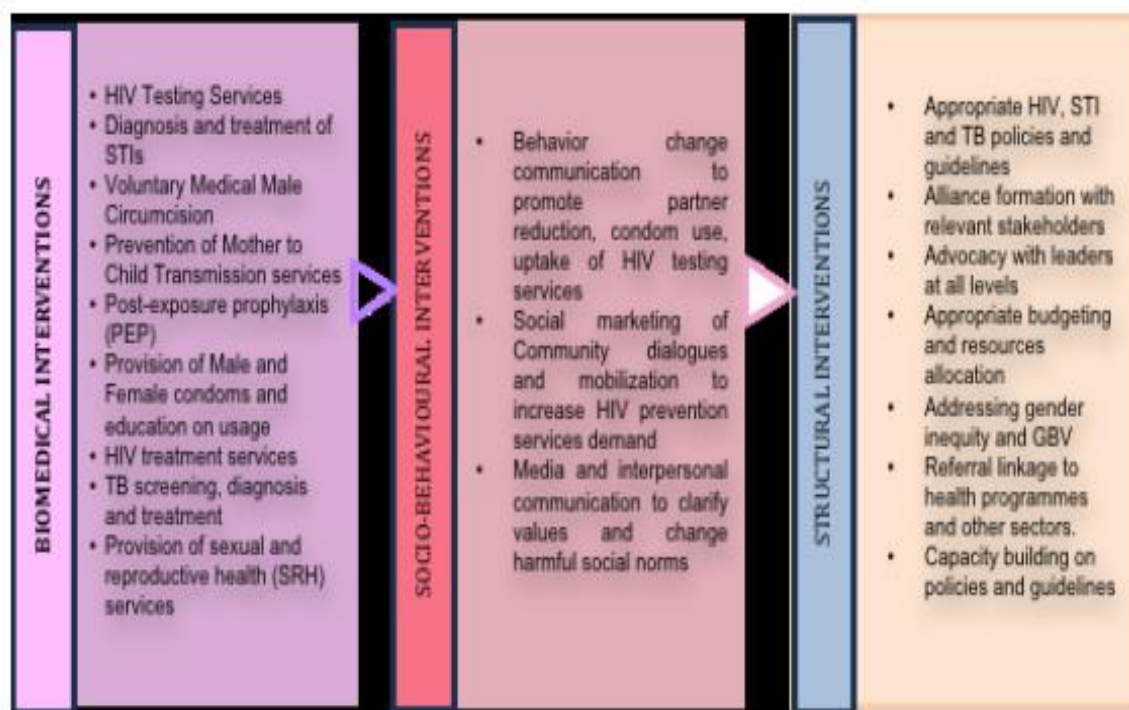 BIOMEDICAL INTERVENTIONS
• HIV Testing Services
• Diagnosis and treatment of
STIs
• Voluntary Medical Male
Circumcision
• Prevention of Mother to
Child Transmission services
• Post-exposure prophylaxis
(PEP)
• Provision of Male and
Female condoms and
education on usage
• HIV treatment services
• TB screening, diagnosis
and treatment
• Provision of sexual and
reproductive health (SRH)
services
SOCIO-BEHAVIOURAL INTERVENTIONS
• Behavior change
communication to
promote partner
reduction, condom use,
uptake of HIV testing
services
• Social marketing of
Community dialogues
and mobilization to
increase HIV prevention
services demand
• Media and interpersonal
communication to clarify
values and change
harmful social norms
STRUCTURAL INTERVENTIONS
• Appropriate HIV, STI
and TB policies and
guidelines
• Alliance formation with
relevant stakeholders
• Advocacy with leaders
at all levels
• Appropriate budgeting
and resources
allocation
• Addressing gender
inequity and GBV
• Referral linkage to
health programmes
and other sectors.
• Capacity building on
policies and guidelines